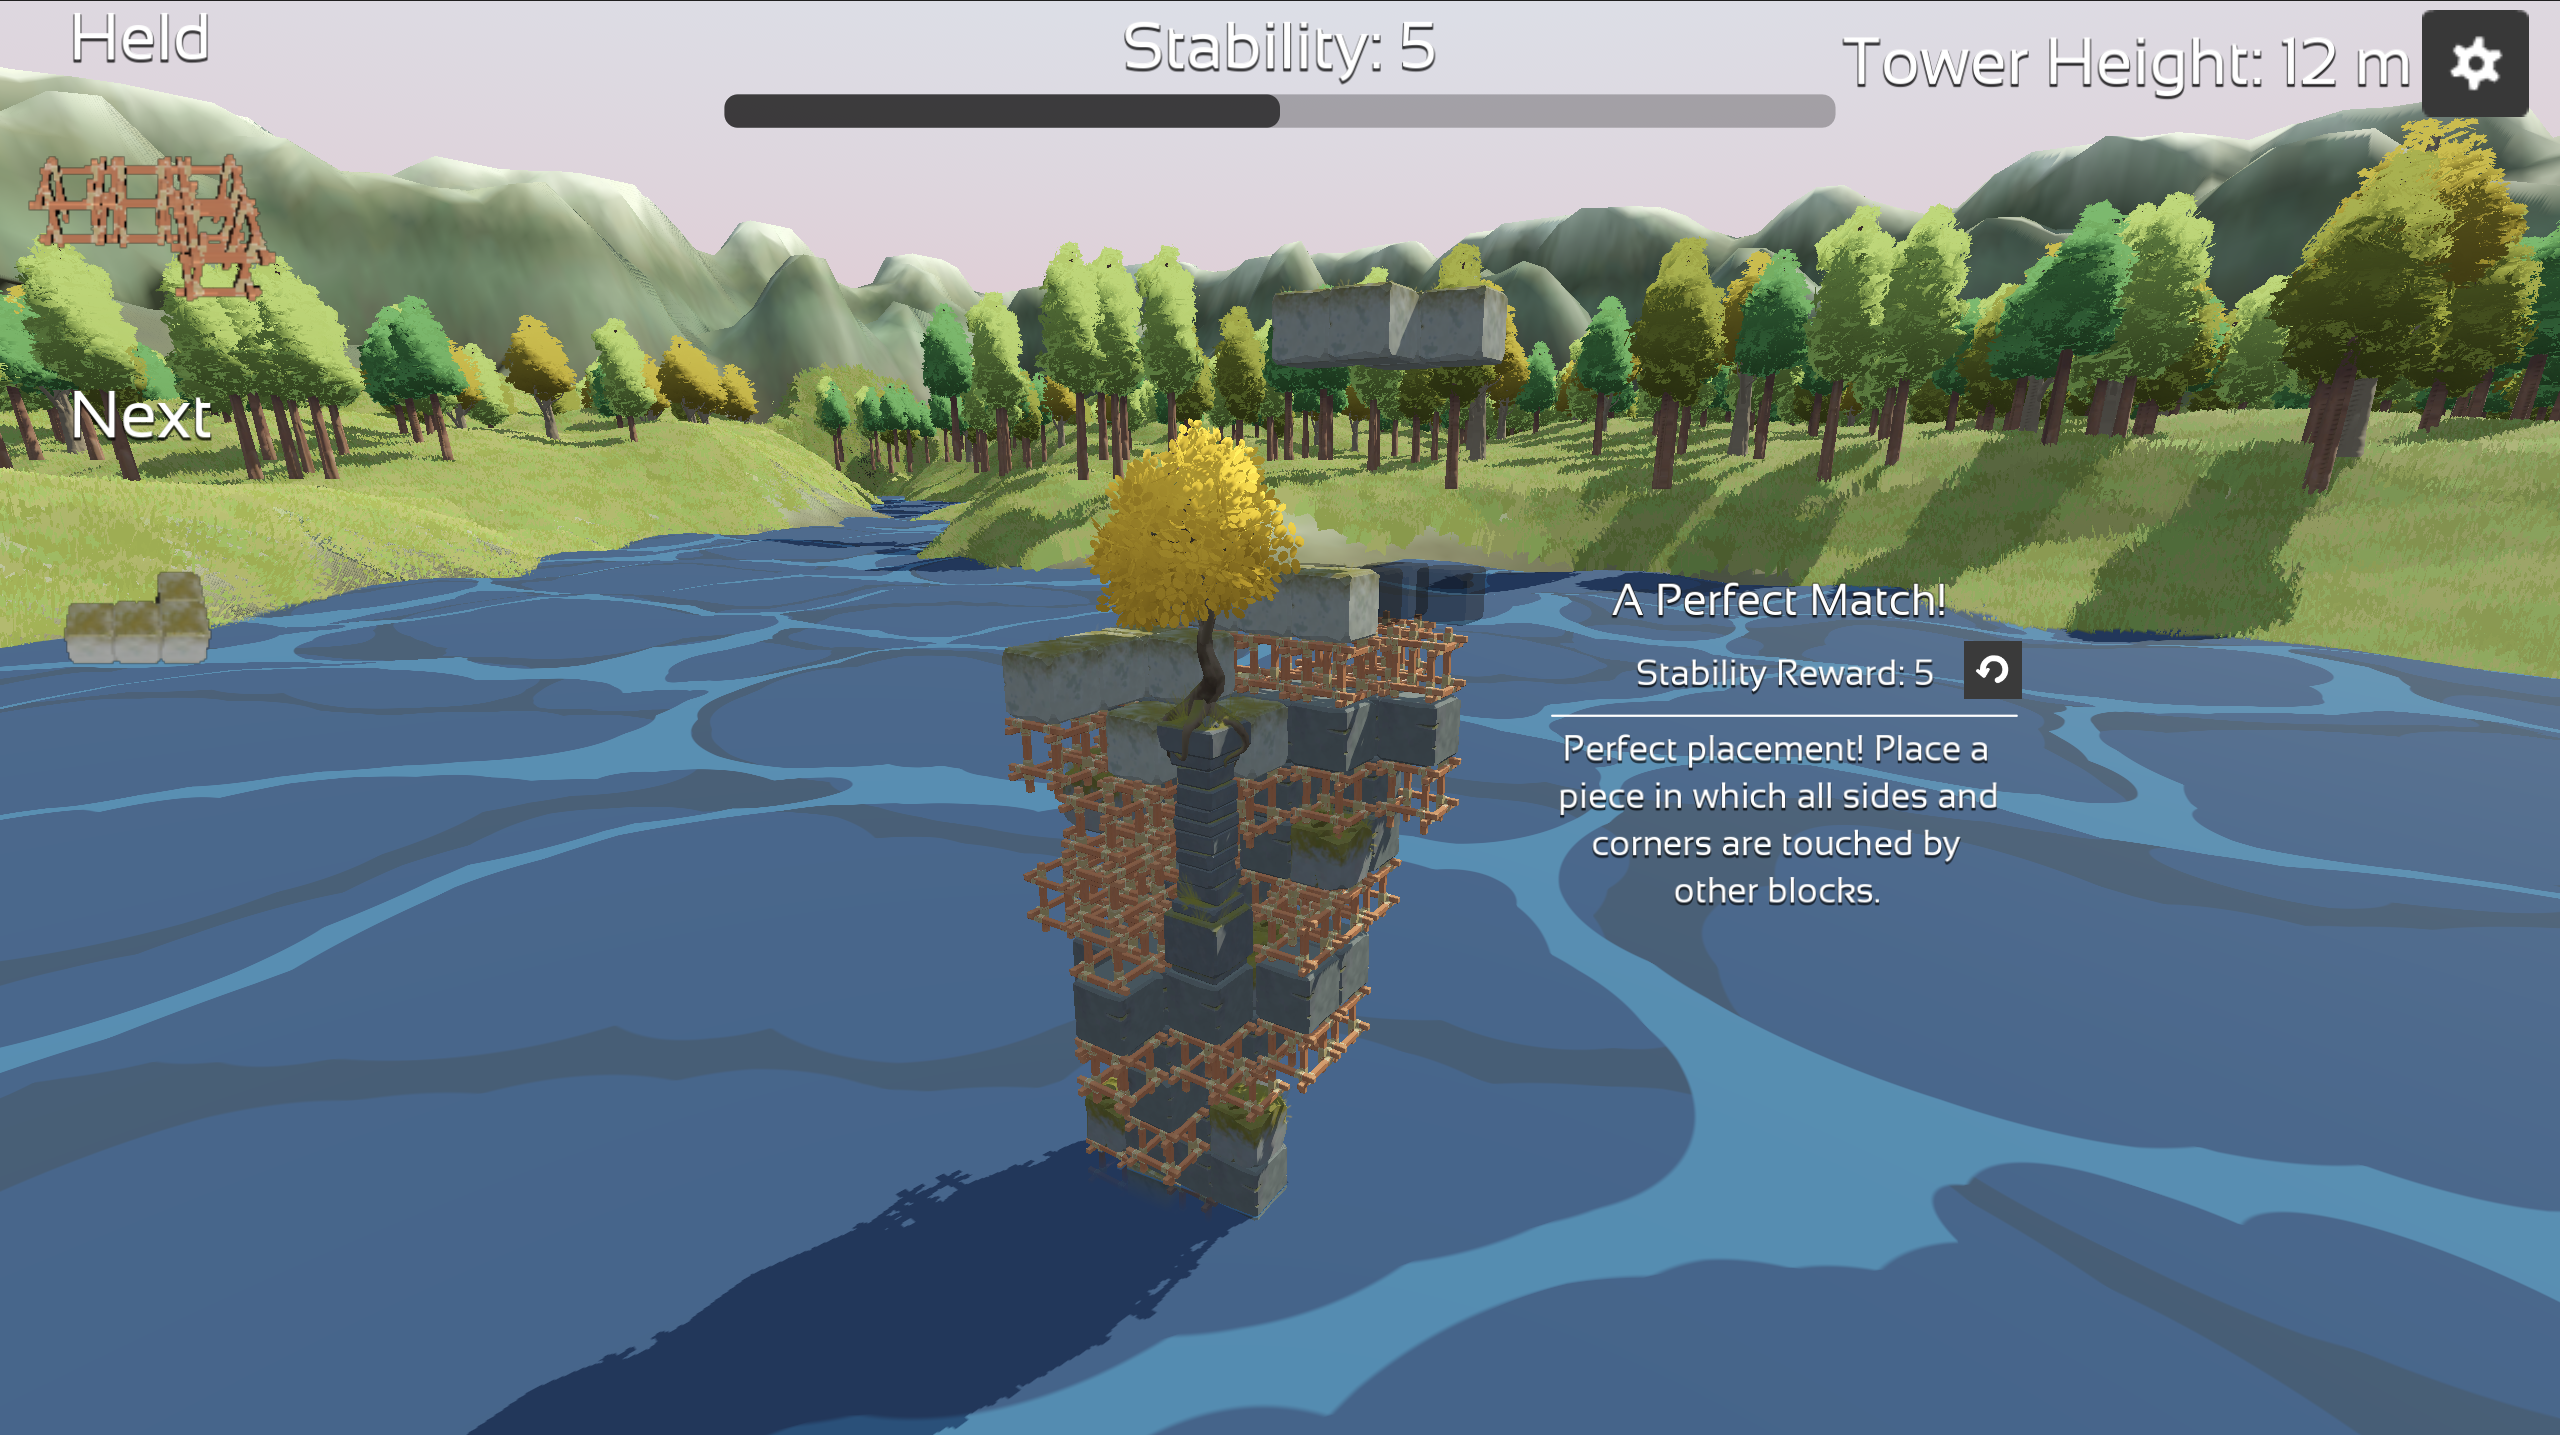 Held
Stability: 5
Tower Height: 12 m
Next
A Perfect Match!
Stability Reward: 5
Perfect placement! Place a
piece in which all sides and
corners are touched by
other blocks.